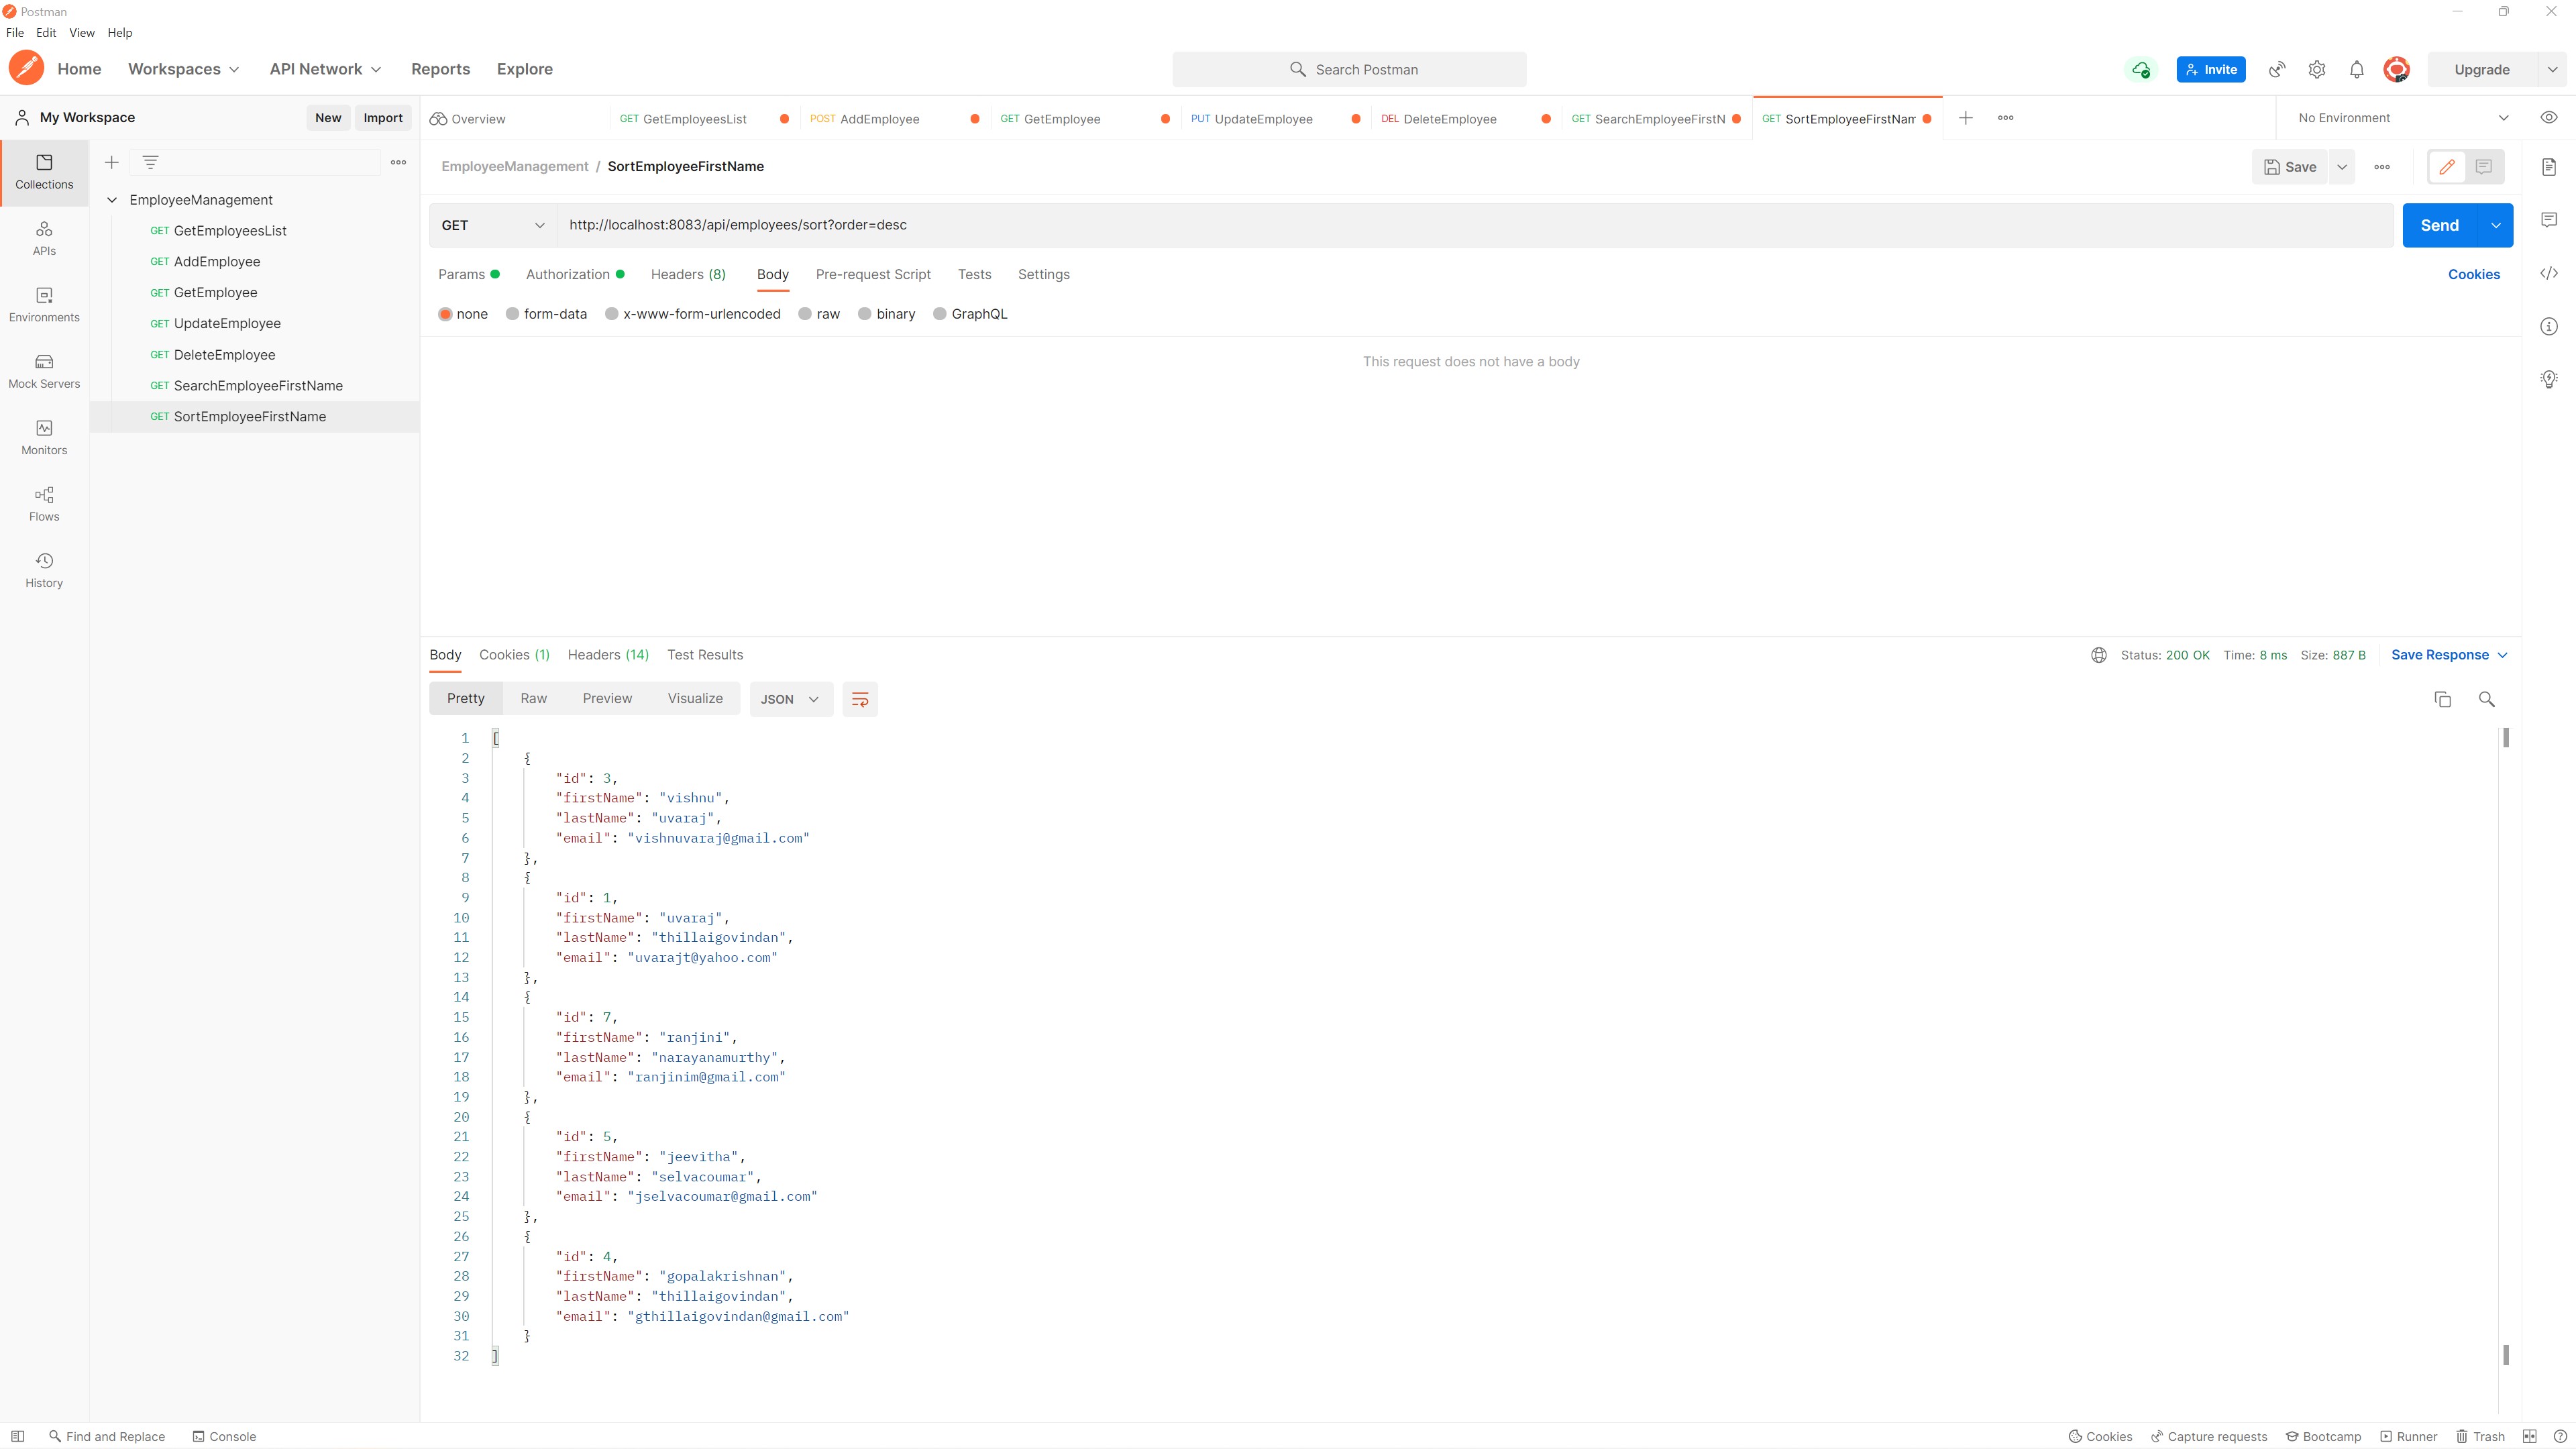 Postman
File Edit View Help
Home Workspaces API Network Reports Explore Search Postman Invite Upgrade
My Workspace New Import
Overview GET GetEmployeesList POST AddEmployee GET GetEmployee PUT UpdateEmployee DEL DeleteEmployee GET SearchEmployeeFirstN GET SortEmployeeFirstNam No Environment
Collections
APIs
Environments
Mock Servers
Monitors
Flows
History
EmployeeManagement
GET GetEmployeesList
GET AddEmployee
GET GetEmployee
GET UpdateEmployee
GET DeleteEmployee
GET SearchEmployeeFirstName
GET SortEmployeeFirstName
EmployeeManagement / SortEmployeeFirstName Save
GET http://localhost:8083/api/employees/sort?order=desc Send
Params Authorization Headers (8) Body Pre-request Script Tests Settings Cookies
none form-data x-www-form-urlencoded raw binary GraphQL
This request does not have a body
Body Cookies (1) Headers (14) Test Results Status: 200 OK Time: 8 ms Size: 887 B Save Response
Pretty Raw Preview Visualize JSON
1 [
2 {
3 "id": 3,
4 "firstName": "vishnu",
5 "lastName": "uvaraj",
6 "email": "vishnuvaraj@gmail.com"
7 },
8 {
9 "id": 1,
10 "firstName": "uvaraj",
11 "lastName": "thillaigovindan",
12 "email": "uvarajt@yahoo.com"
13 },
14 {
15 "id": 7,
16 "firstName": "ranjini",
17 "lastName": "narayanamurthy",
18 "email": "ranjinim@gmail.com"
19 },
20 {
21 "id": 5,
22 "firstName": "jeevitha",
23 "lastName": "selvacoumar",
24 "email": "jselvacoumar@gmail.com"
25 },
26 {
27 "id": 4,
28 "firstName": "gopalakrishnan",
29 "lastName": "thillaigovindan",
30 "email": "gthillaigovindan@gmail.com"
31 }
32 ]
Find and Replace Console Cookies Capture requests Bootcamp Runner Trash